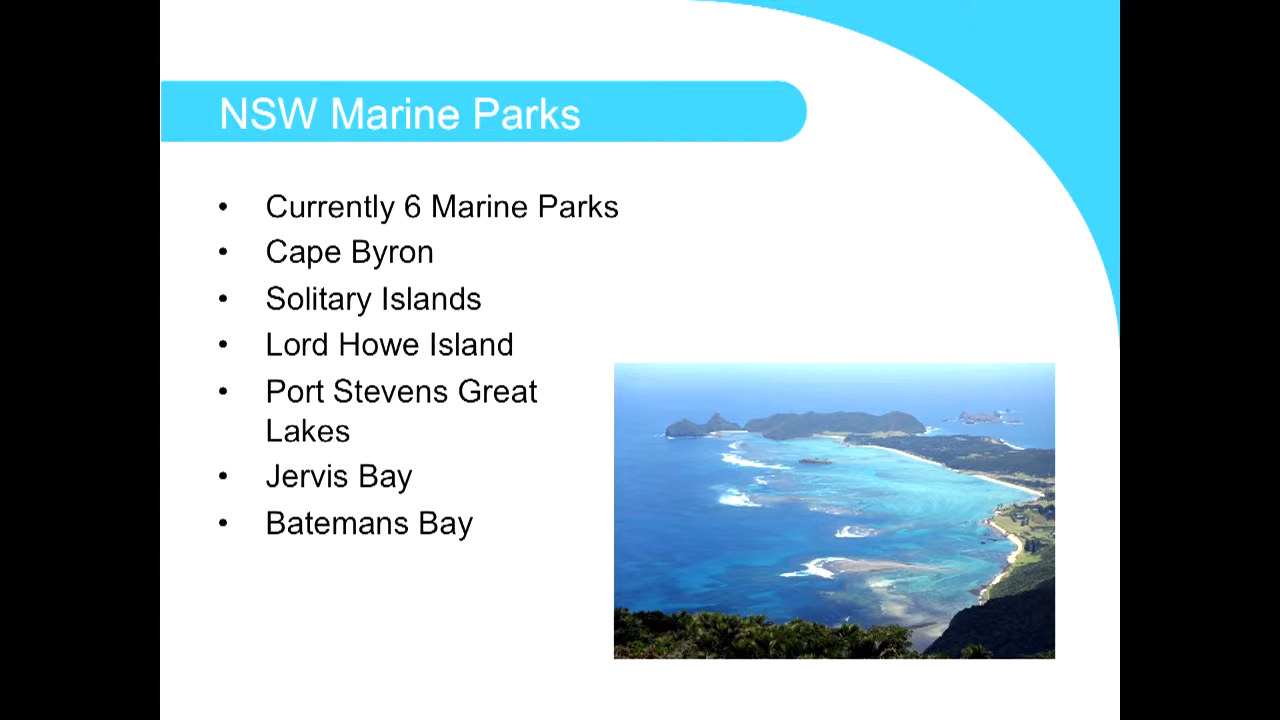 NSW Marine Parks
• Currently 6 Marine Parks
• Cape Byron
• Solitary Islands
• Lord Howe Island
• Port Stevens Great
Lakes
• Jervis Bay
• Batemans Bay